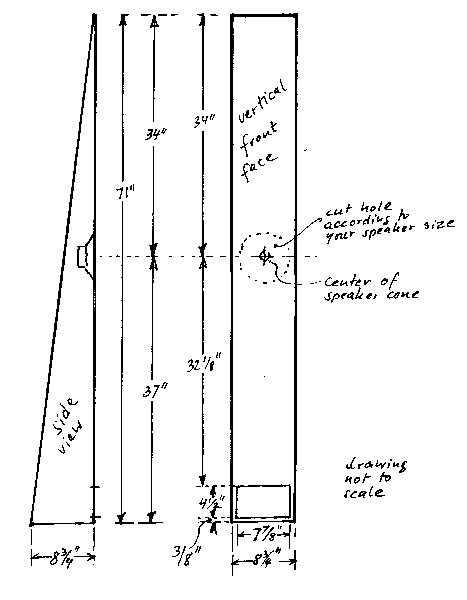 vertical
front
face
34"
34"
71"
cut hole
according to
your speaker size
center of
speaker cone
32 1/8"
37"
side
view
drawing
not to
scale
4 1/2"
7 7/8"
3/8"
8 3/4"
8 3/4"